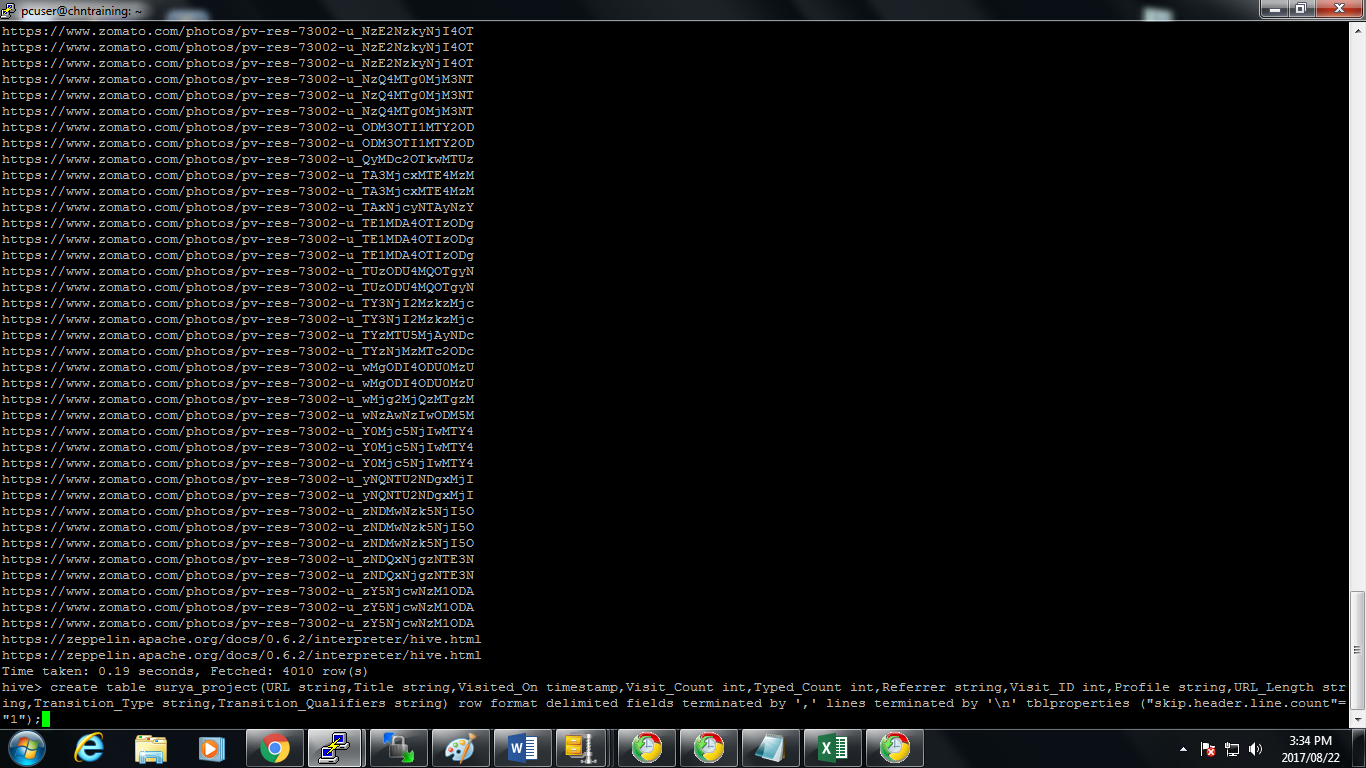 pcuser@chntraining: ~
https://www.zomato.com/photos/pv-res-73002-u_NzE2NzkyNjI4OT
https://www.zomato.com/photos/pv-res-73002-u_NzE2NzkyNjI4OT
https://www.zomato.com/photos/pv-res-73002-u_NzE2NzkyNjI4OT
https://www.zomato.com/photos/pv-res-73002-u_NzQ4MTg0MjM3NT
https://www.zomato.com/photos/pv-res-73002-u_NzQ4MTg0MjM3NT
https://www.zomato.com/photos/pv-res-73002-u_NzQ4MTg0MjM3NT
https://www.zomato.com/photos/pv-res-73002-u_ODM3OTI1MTY2OD
https://www.zomato.com/photos/pv-res-73002-u_ODM3OTI1MTY2OD
https://www.zomato.com/photos/pv-res-73002-u_QyMDc2OTkwMTUz
https://www.zomato.com/photos/pv-res-73002-u_TA3MjcxMTE4MzM
https://www.zomato.com/photos/pv-res-73002-u_TA3MjcxMTE4MzM
https://www.zomato.com/photos/pv-res-73002-u_TAxNjcyNTAyNzY
https://www.zomato.com/photos/pv-res-73002-u_TE1MDA4OTIzODg
https://www.zomato.com/photos/pv-res-73002-u_TE1MDA4OTIzODg
https://www.zomato.com/photos/pv-res-73002-u_TE1MDA4OTIzODg
https://www.zomato.com/photos/pv-res-73002-u_TUzODU4MQOTgyN
https://www.zomato.com/photos/pv-res-73002-u_TUzODU4MQOTgyN
https://www.zomato.com/photos/pv-res-73002-u_TY3NjI2MzkzMjc
https://www.zomato.com/photos/pv-res-73002-u_TY3NjI2MzkzMjc
https://www.zomato.com/photos/pv-res-73002-u_TYzMTU5MjAyNDc
https://www.zomato.com/photos/pv-res-73002-u_TYzNjMzMTc2ODc
https://www.zomato.com/photos/pv-res-73002-u_wMgODI4ODU0MzU
https://www.zomato.com/photos/pv-res-73002-u_wMgODI4ODU0MzU
https://www.zomato.com/photos/pv-res-73002-u_wMjg2MjQzMTgzM
https://www.zomato.com/photos/pv-res-73002-u_wNzAwNzIwODM5M
https://www.zomato.com/photos/pv-res-73002-u_Y0Mjc5NjIwMTY4
https://www.zomato.com/photos/pv-res-73002-u_Y0Mjc5NjIwMTY4
https://www.zomato.com/photos/pv-res-73002-u_Y0Mjc5NjIwMTY4
https://www.zomato.com/photos/pv-res-73002-u_yNQNTU2NDgxMjI
https://www.zomato.com/photos/pv-res-73002-u_yNQNTU2NDgxMjI
https://www.zomato.com/photos/pv-res-73002-u_zNDMwNzk5NjI5O
https://www.zomato.com/photos/pv-res-73002-u_zNDMwNzk5NjI5O
https://www.zomato.com/photos/pv-res-73002-u_zNDMwNzk5NjI5O
https://www.zomato.com/photos/pv-res-73002-u_zNDQxNjgzNTE3N
https://www.zomato.com/photos/pv-res-73002-u_zNDQxNjgzNTE3N
https://www.zomato.com/photos/pv-res-73002-u_zY5NjcwNzM1ODA
https://www.zomato.com/photos/pv-res-73002-u_zY5NjcwNzM1ODA
https://www.zomato.com/photos/pv-res-73002-u_zY5NjcwNzM1ODA
https://zeppelin.apache.org/docs/0.6.2/interpreter/hive.html
https://zeppelin.apache.org/docs/0.6.2/interpreter/hive.html
Time taken: 0.19 seconds, Fetched: 4010 row(s)
hive> create table surya_project(URL string,Title string,Visited_On timestamp,Visit_Count int,Typed_Count int,Referrer string,Visit_ID int,Profile string,URL_Length str
ing,Transition_Type string,Transition_Qualifiers string) row format delimited fields terminated by ',' lines terminated by '\n' tblproperties ("skip.header.line.count"=
"1");
3:34 PM
2017/08/22